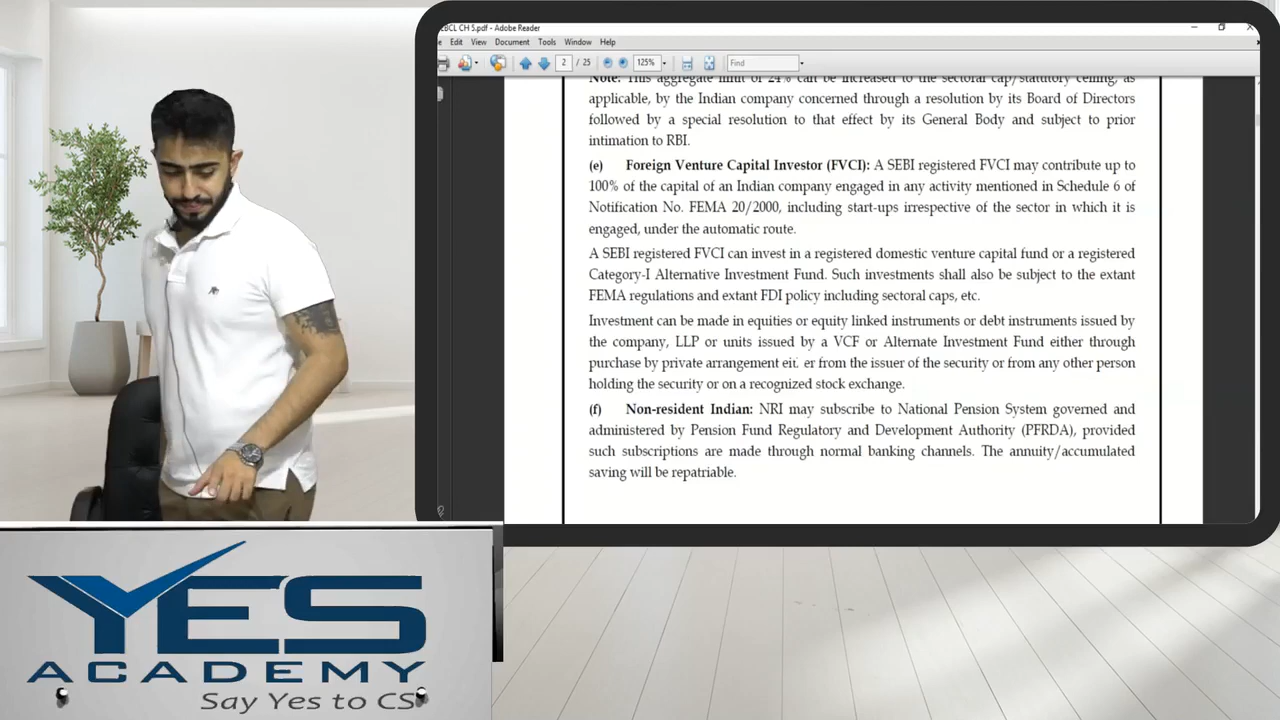 EBCL CH 5.pdf - Adobe Reader
Edit View Document Tools Window Help
2 / 25 125% Find
Note: This aggregate limit of 24% can be increased to the sectoral cap/statutory ceiling, as
applicable, by the Indian company concerned through a resolution by its Board of Directors
followed by a special resolution to that effect by its General Body and subject to prior
intimation to RBI.
(e) Foreign Venture Capital Investor (FVCI): A SEBI registered FVCI may contribute up to
100% of the capital of an Indian company engaged in any activity mentioned in Schedule 6 of
Notification No. FEMA 20/2000, including start-ups irrespective of the sector in which it is
engaged, under the automatic route.
A SEBI registered FVCI can invest in a registered domestic venture capital fund or a registered
Category-I Alternative Investment Fund. Such investments shall also be subject to the extant
FEMA regulations and extant FDI policy including sectoral caps, etc.
Investment can be made in equities or equity linked instruments or debt instruments issued by
the company, LLP or units issued by a VCF or Alternate Investment Fund either through
purchase by private arrangement either from the issuer of the security or from any other person
holding the security or on a recognized stock exchange.
(f) Non-resident Indian: NRI may subscribe to National Pension System governed and
administered by Pension Fund Regulatory and Development Authority (PFRDA), provided
such subscriptions are made through normal banking channels. The annuity/accumulated
saving will be repatriable.
YES
ACADEMY
Say Yes to CS